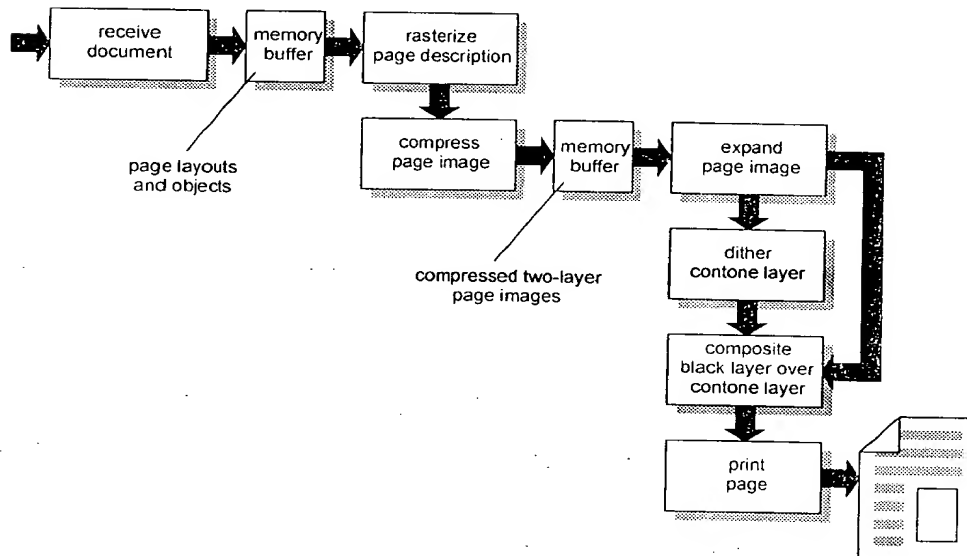 receive
document
memory
buffer
rasterize
page description
page layouts
and objects
compress
page image
memory
buffer
expand
page image
compressed two-layer
page images
dither
contone layer
composite
black layer over
contone layer
print
page